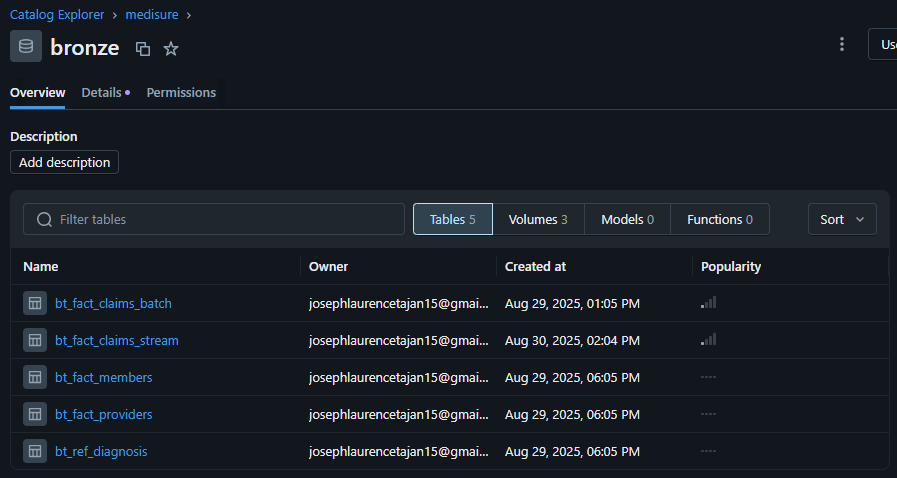 Catalog Explorer > medisure >
bronze
Use
Overview Details Permissions
Description
Add description
Filter tables Tables 5 Volumes 3 Models 0 Functions 0 Sort
Name Owner Created at Popularity
bt_fact_claims_batch josephlaurencetajan15@gmai... Aug 29, 2025, 01:05 PM
bt_fact_claims_stream josephlaurencetajan15@gmai... Aug 30, 2025, 02:04 PM
bt_fact_members josephlaurencetajan15@gmai... Aug 29, 2025, 06:05 PM
bt_fact_providers josephlaurencetajan15@gmai... Aug 29, 2025, 06:05 PM
bt_ref_diagnosis josephlaurencetajan15@gmai... Aug 29, 2025, 06:05 PM